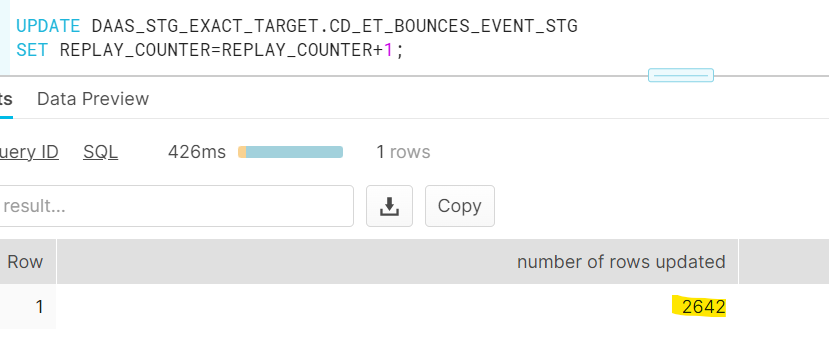 UPDATE DAAS_STG_EXACT_TARGET.CD_ET_BOUNCES_EVENT_STG
SET REPLAY_COUNTER=REPLAY_COUNTER+1;
ts Data Preview
uery ID SQL 426ms 1 rows
result... Copy
Row number of rows updated
1 2642